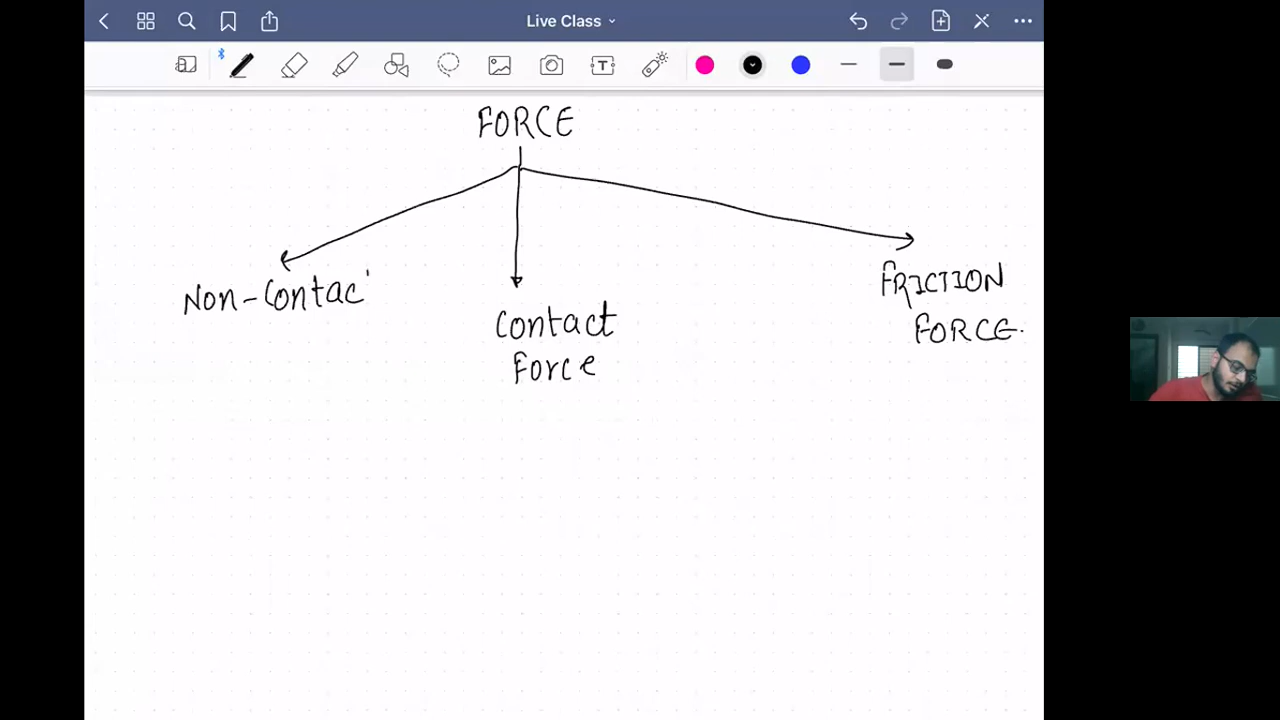 Live Class
FORCE
Non-Contac
Contact
Force
FRICTION
FORCE.